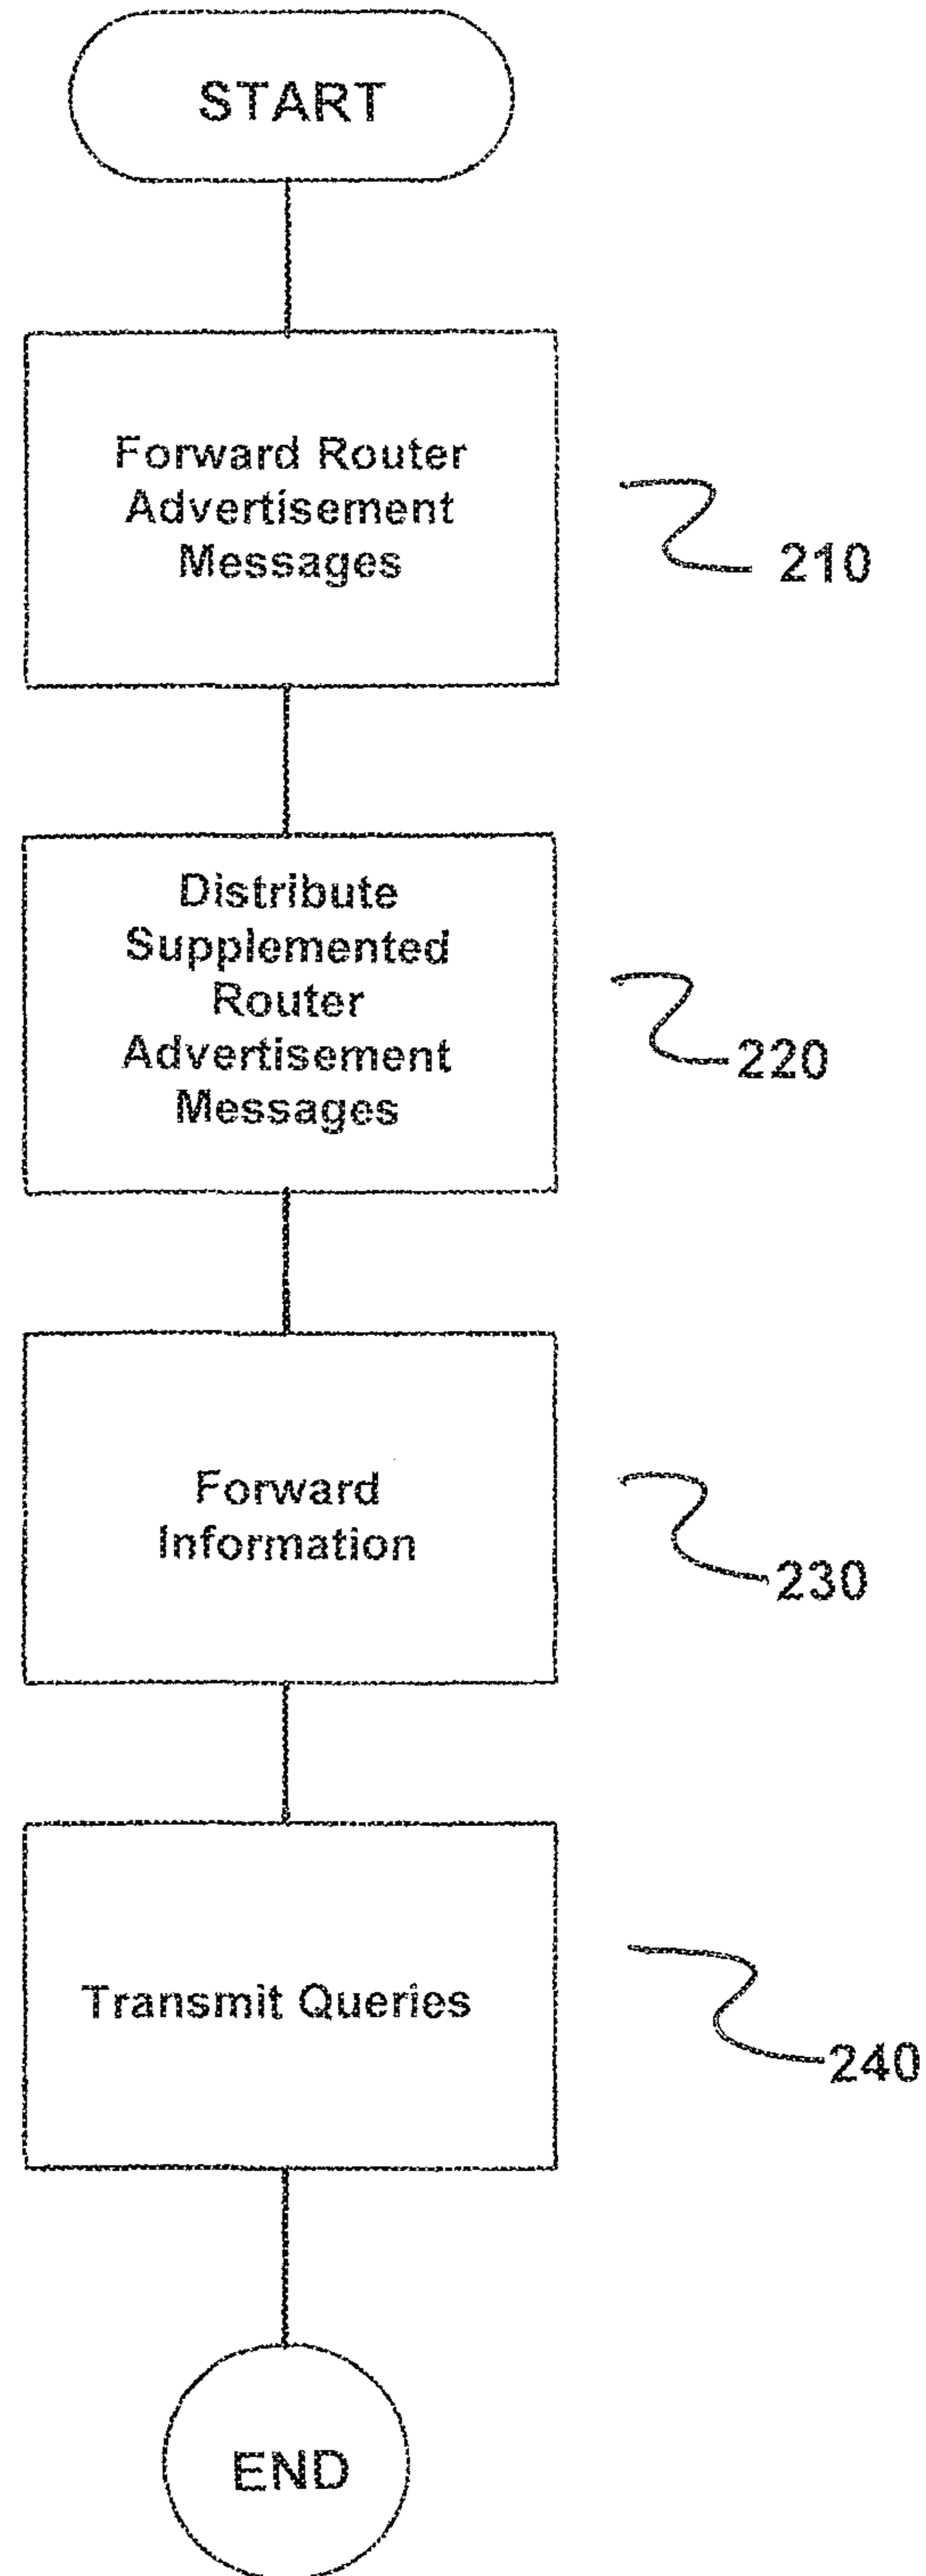 START
Forward Router
Advertisement
Messages
210
Distribute
Supplemented
Router
Advertisement
Messages
220
Forward
Information
230
Transmit Queries
240
END